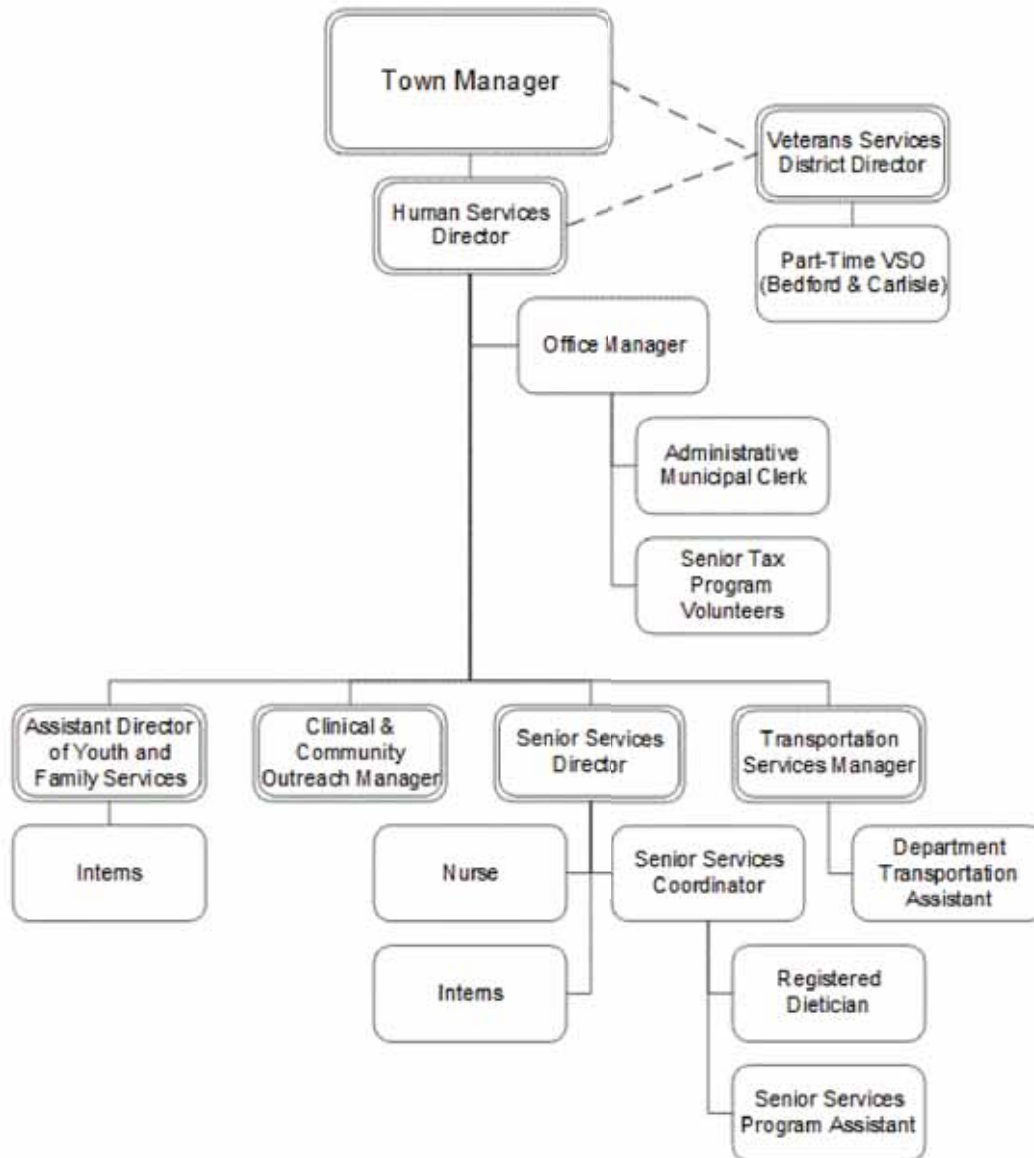 Town Manager
Veterans Services
District Director
Human Services
Director
Part-Time VSO
(Bedford & Carlisle)
Office Manager
Administrative
Municipal Clerk
Senior Tax
Program
Volunteers
Assistant Director
of Youth and
Family Services
Clinical &
Community
Outreach Manager
Senior Services
Director
Transportation
Services Manager
Interns
Nurse
Senior Services
Coordinator
Department
Transportation
Assistant
Interns
Registered
Dietician
Senior Services
Program Assistant